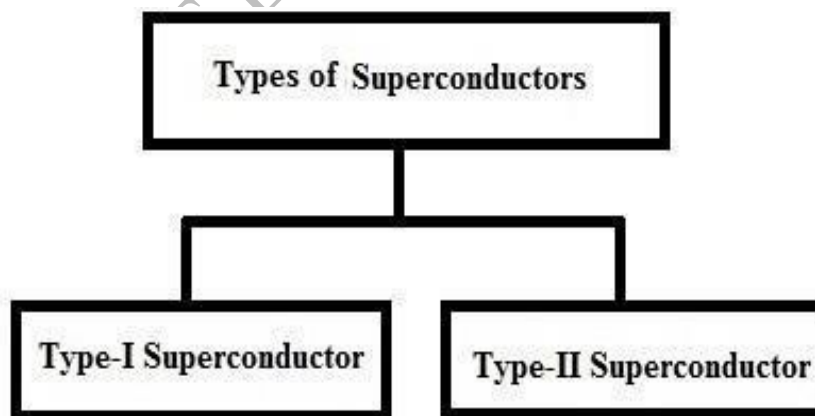 Types of Superconductors
Type-I Superconductor
Type-II Superconductor